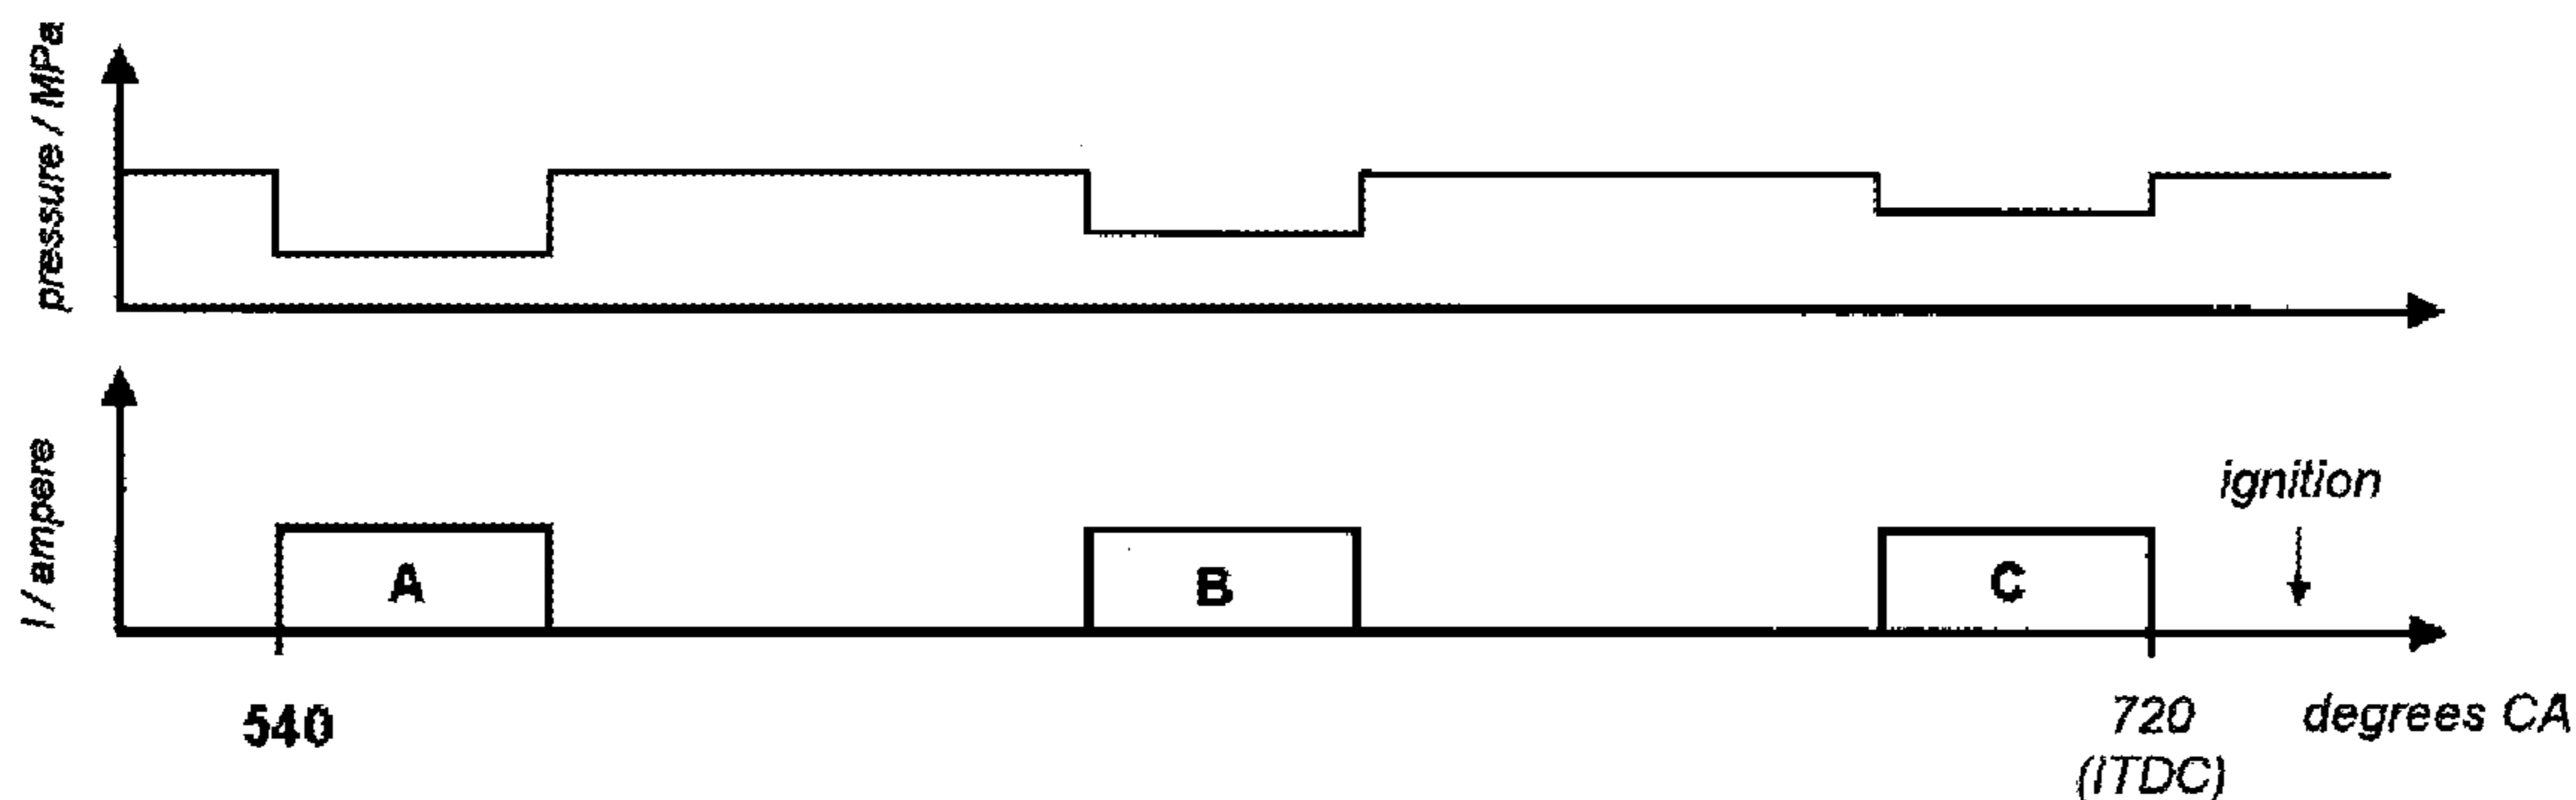 pressure / MPa
I / ampere
A
B
C
ignition
540
720
(ITDC)
degrees CA